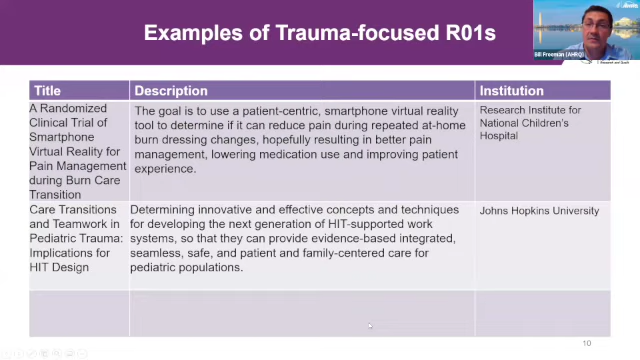 Examples of Trauma-focused R01s
Bill Freeman (AHRQ)
Title
Description
Institution
A Randomized
Clinical Trial of
Smartphone
Virtual Reality for
Pain Management
during Burn Care
Transition
The goal is to use a patient-centric, smartphone virtual reality
tool to determine if it can reduce pain during repeated at-home
burn dressing changes, hopefully resulting in better pain
management, lowering medication use and improving patient
experience.
Research Institute for
National Children's
Hospital
Care Transitions
and Teamwork in
Pediatric Trauma:
Implications for
HIT Design
Determining innovative and effective concepts and techniques
for developing the next generation of HIT-supported work
systems, so that they can provide evidence-based integrated,
seamless, safe, and patient and family-centered care for
pediatric populations.
Johns Hopkins University
10